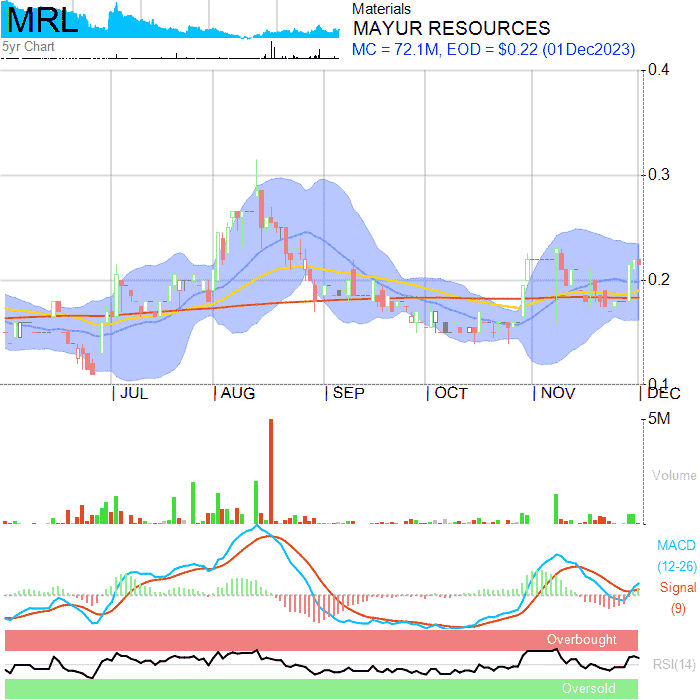 MRL
5yr Chart
Materials
MAYUR RESOURCES
MC = 72.1M, EOD = $0.22 (01Dec2023)
0.4
0.3
0.2
0.1
| JUL | AUG | SEP | OCT | NOV | DEC
5M
Volume
MACD
(12-26)
Signal
(9)
Overbought
RSI(14)
Oversold